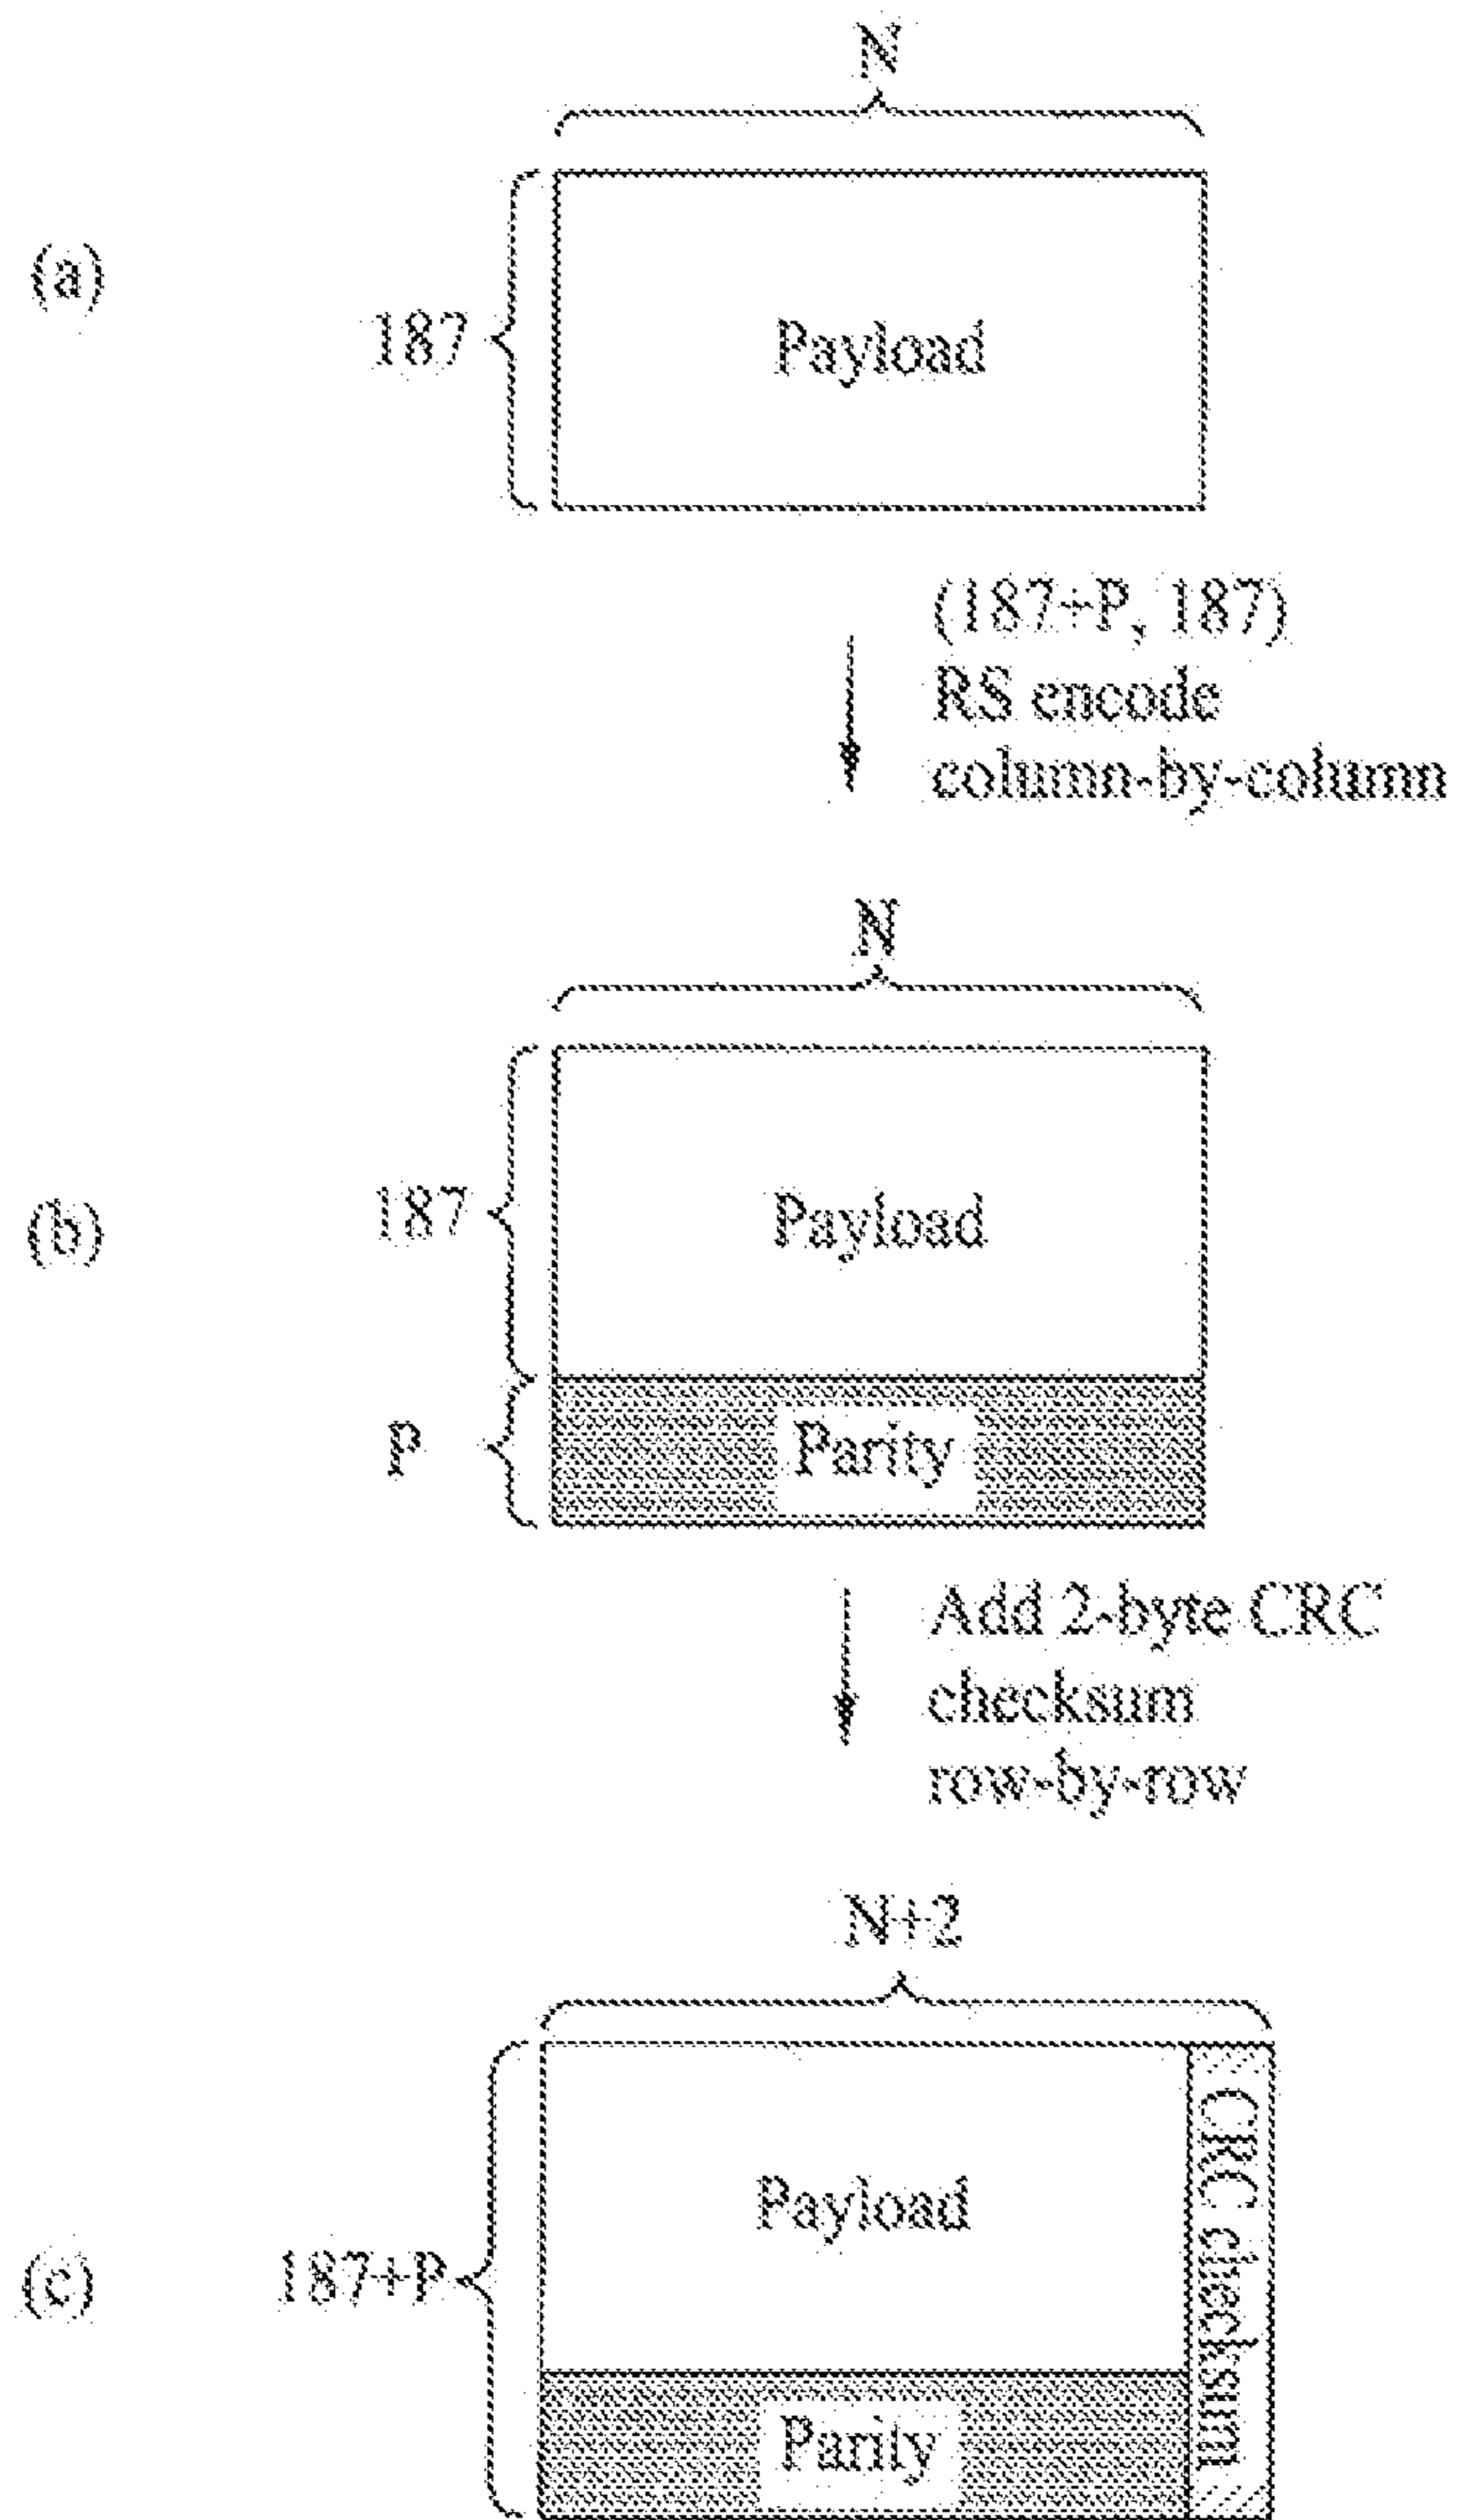 N
(a)
187
Payload
(187+P, 187)
RS encode
column-by-column
N
(b)
187
Payload
P
Parity
Add 2-byte CRC
checksum
row-by-row
N+2
(c)
187+P
Payload
CRC checksum
Parity